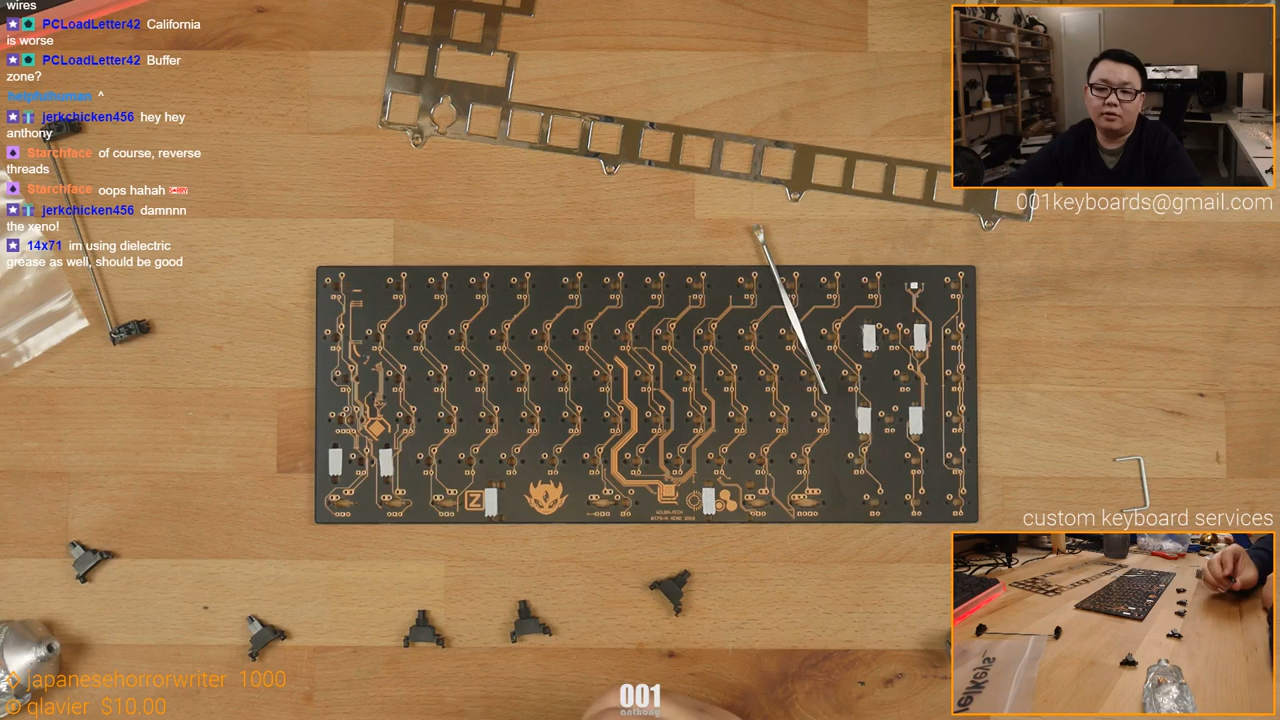 wires
PCLoadLetter42 California
is worse
PCLoadLetter42 Buffer
zone?
helpfulhuman ^
jerkchicken456 hey hey
anthony
Starchface of course, reverse
threads
Starchface oops hahah
jerkchicken456 damnnn
the xeno!
14x71 im using dielectric
grease as well, should be good
001keyboards@gmail.com
custom keyboard services
Z
japanesehorrorwriter 1000
qlavier $10.00
001
anthony